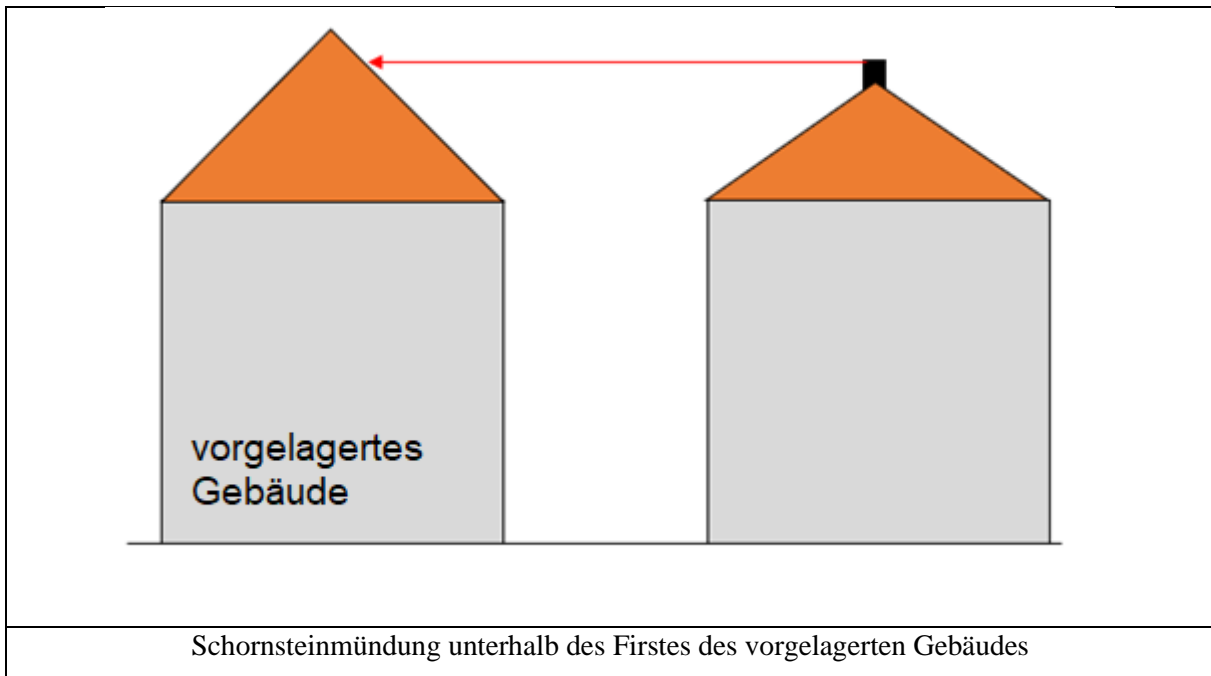 vorgelagertes
Gebäude
Schornsteinmündung unterhalb des Firstes des vorgelagerten Gebäudes